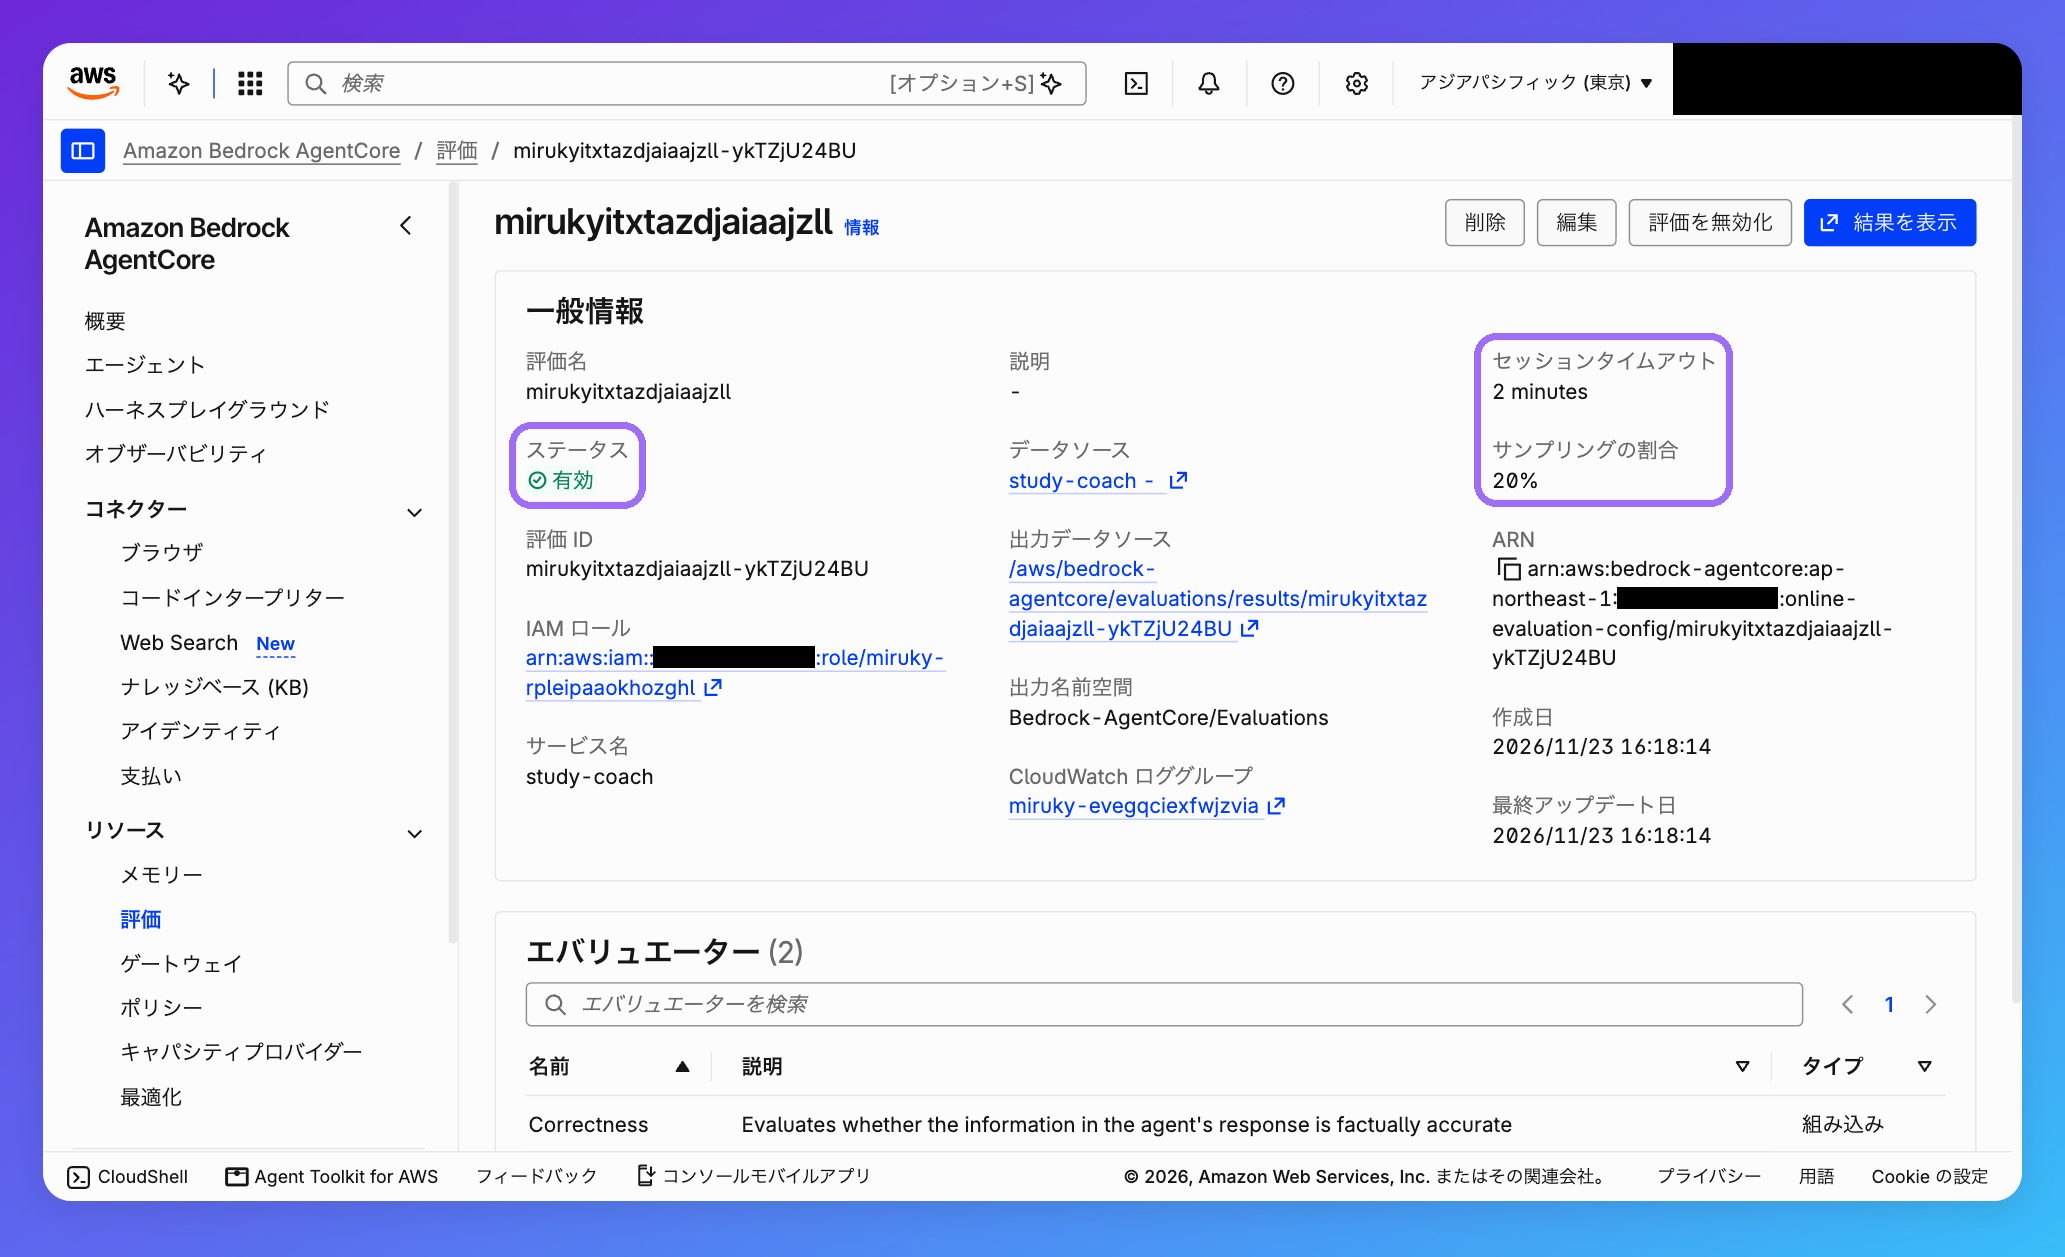 aws
検索
[オプション+S]
アジアパシフィック (東京) ▼
Amazon Bedrock AgentCore / 評価 / mirukyitxtazdjaiaajzll-ykTZjU24BU
Amazon Bedrock
AgentCore
概要
エージェント
ハーネスプレイグラウンド
オブザーバビリティ
コネクター
ブラウザ
コードインタープリター
Web Search New
ナレッジベース (KB)
アイデンティティ
支払い
リソース
メモリー
評価
ゲートウェイ
ポリシー
キャパシティプロバイダー
最適化
mirukyitxtazdjaiaajzll 情報
削除
編集
評価を無効化
結果を表示
一般情報
評価名
mirukyitxtazdjaiaajzll
ステータス
有効
評価 ID
mirukyitxtazdjaiaajzll-ykTZjU24BU
IAM ロール
arn:aws:iam:: :role/miruky-
rpleipaaokhozghl
サービス名
study-coach
説明
-
データソース
study-coach -
出力データソース
/aws/bedrock-
agentcore/evaluations/results/mirukyitxtaz
djaiaajzll-ykTZjU24BU
出力名前空間
Bedrock-AgentCore/Evaluations
CloudWatch ロググループ
miruky-evegqciexfwjzvia
セッションタイムアウト
2 minutes
サンプリングの割合
20%
ARN
arn:aws:bedrock-agentcore:ap-
northeast-1: :online-
evaluation-config/mirukyitxtazdjaiaajzll-
ykTZjU24BU
作成日
2026/11/23 16:18:14
最終アップデート日
2026/11/23 16:18:14
エバリュエーター (2)
エバリュエーターを検索
1
名前 ▲ 説明 ▽ タイプ ▽
Correctness Evaluates whether the information in the agent's response is factually accurate 組み込み
CloudShell Agent Toolkit for AWS フィードバック コンソールモバイルアプリ © 2026, Amazon Web Services, Inc. またはその関連会社。 プライバシー 用語 Cookie の設定